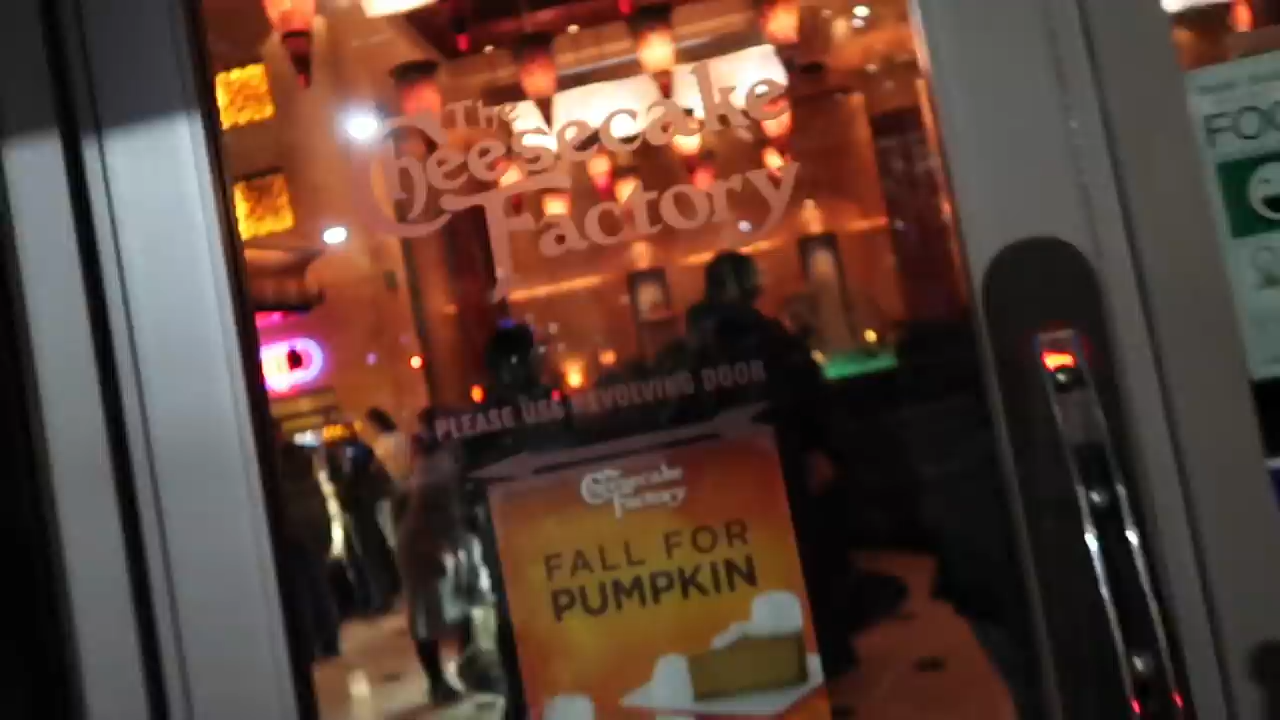 The
Cheesecake
Factory
PLEASE USE REVOLVING DOOR
The
Cheesecake
Factory
FALL FOR
PUMPKIN